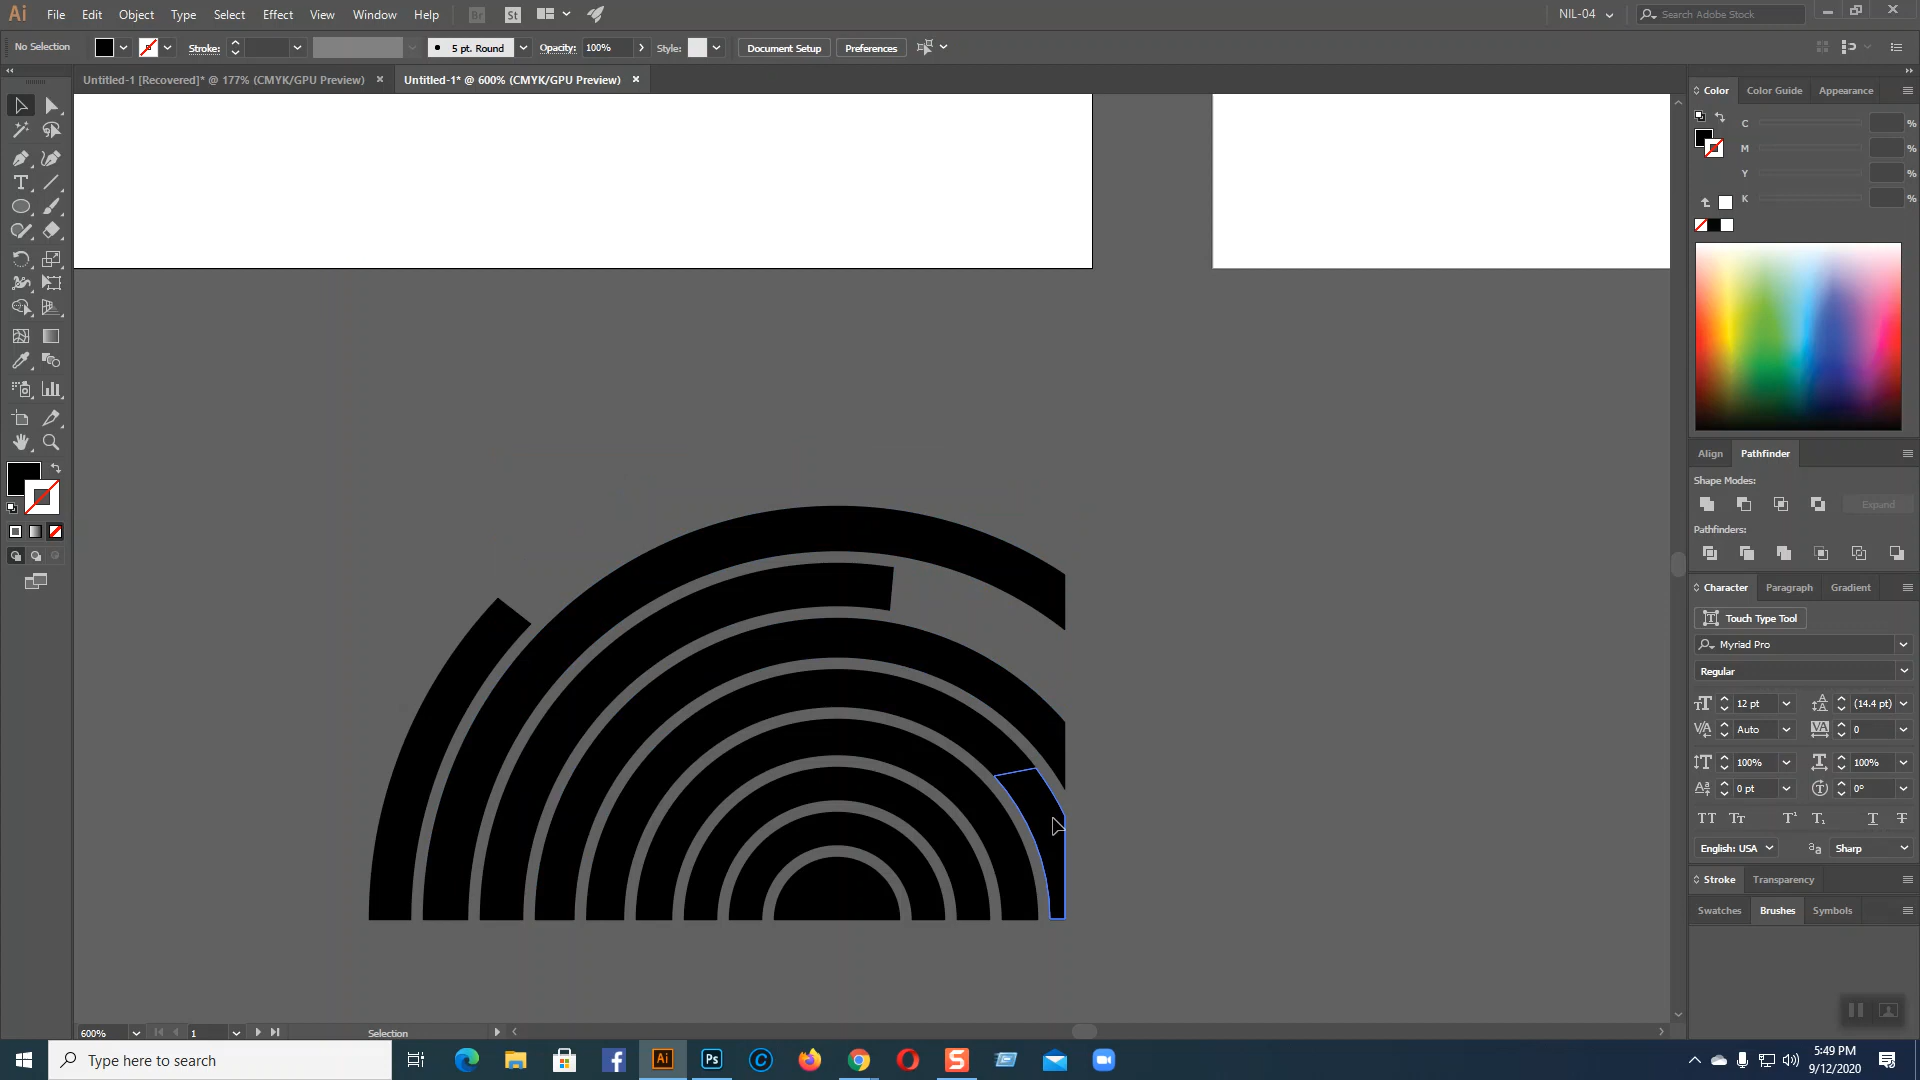 Ai File Edit Object Type Select Effect View Window Help Br St NIL-04 Search Adobe Stock
No Selection Stroke: 5 pt. Round Opacity: 100% Style: Document Setup Preferences
Untitled-1 [Recovered]* @ 177% (CMYK/GPU Preview) × Untitled-1* @ 600% (CMYK/GPU Preview) ×
Color Color Guide Appearance
C %
M %
Y %
K %
Align Pathfinder
Shape Modes:
Expand
Pathfinders:
Character Paragraph Gradient
Touch Type Tool
Myriad Pro
Regular
12 pt (14.4 pt)
Auto 0
100% 100%
0 pt 0°
English: USA Sharp
Stroke Transparency
Swatches Brushes Symbols
600% 1 Selection
Type here to search Ai Ps
5:49 PM
9/12/2020